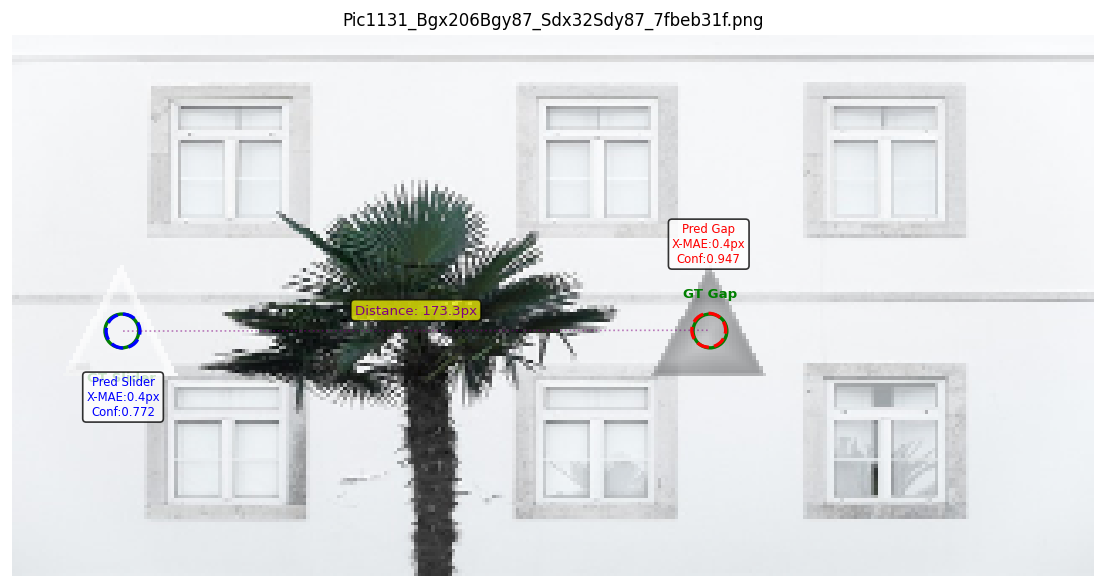 Pic1131_Bgx206Bgy87_Sdx32Sdy87_7fbeb31f.png
Pred Gap
X-MAE:0.4px
Conf:0.947
GT Gap
Distance: 173.3px
Pred Slider
X-MAE:0.4px
Conf:0.772